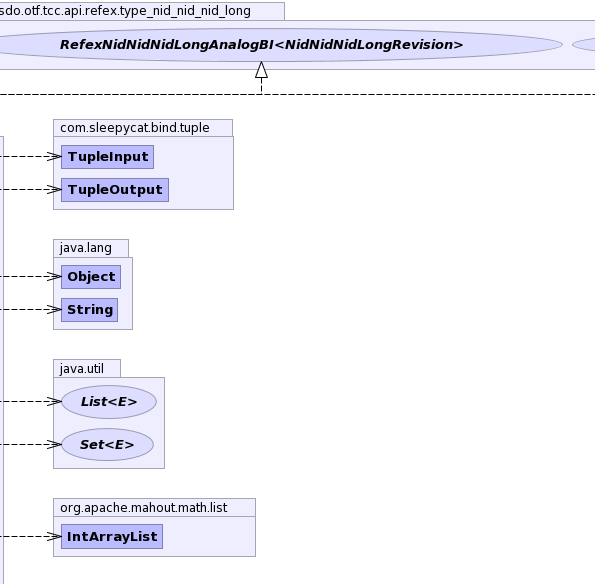 sdo.otf.tcc.api.refex.type_nid_nid_nid_long
RefexNidNidNidLongAnalogBI<NidNidNidLongRevision>
com.sleepycat.bind.tuple
TupleInput
TupleOutput
java.lang
Object
String
java.util
List<E>
Set<E>
org.apache.mahout.math.list
IntArrayList